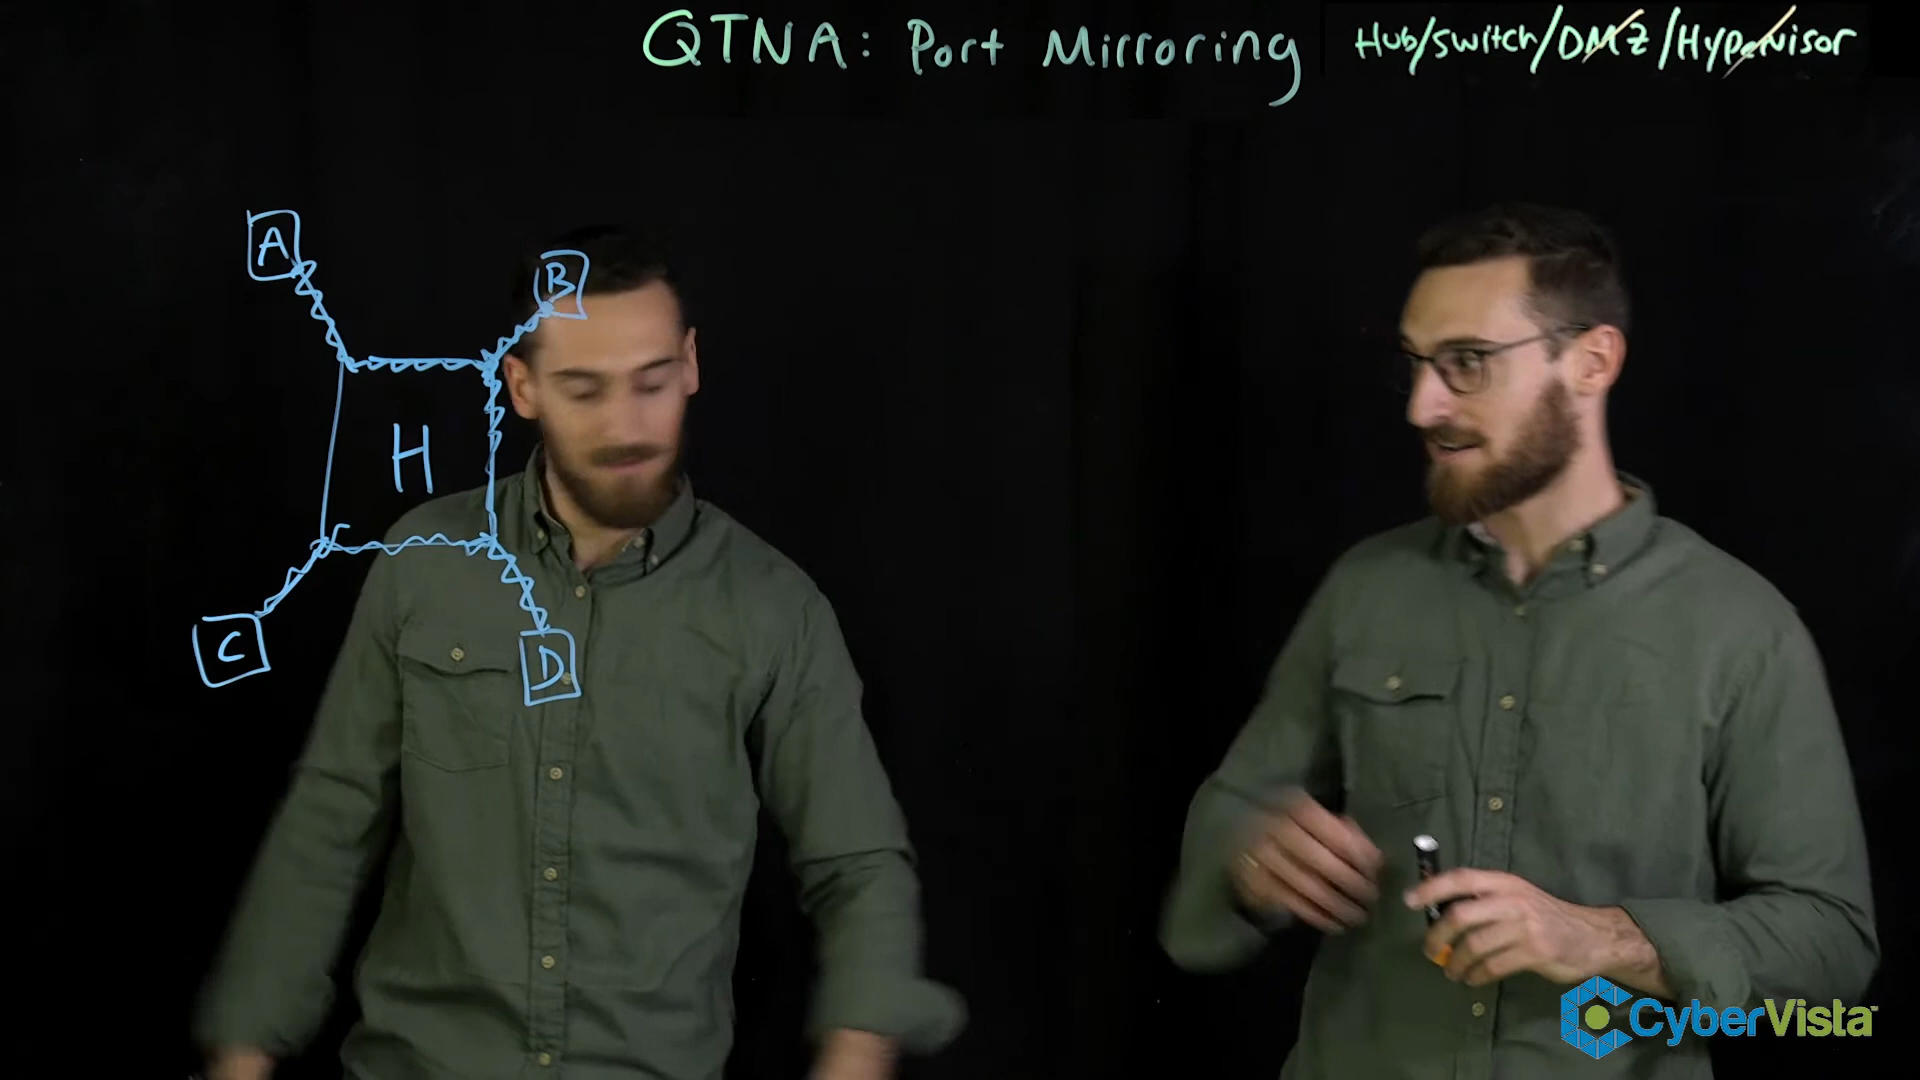 QTNA: Port Mirroring Hub/Switch/DMZ/Hypervisor
A
B
H
C
D
CyberVista